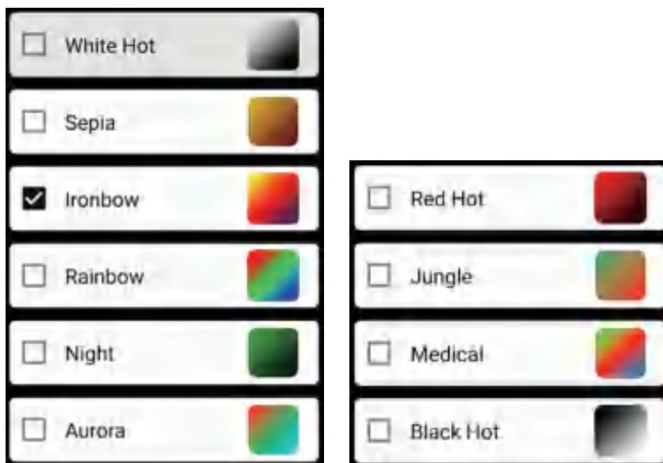 White Hot
Sepia
Ironbow
Rainbow
Night
Aurora
Red Hot
Jungle
Medical
Black Hot